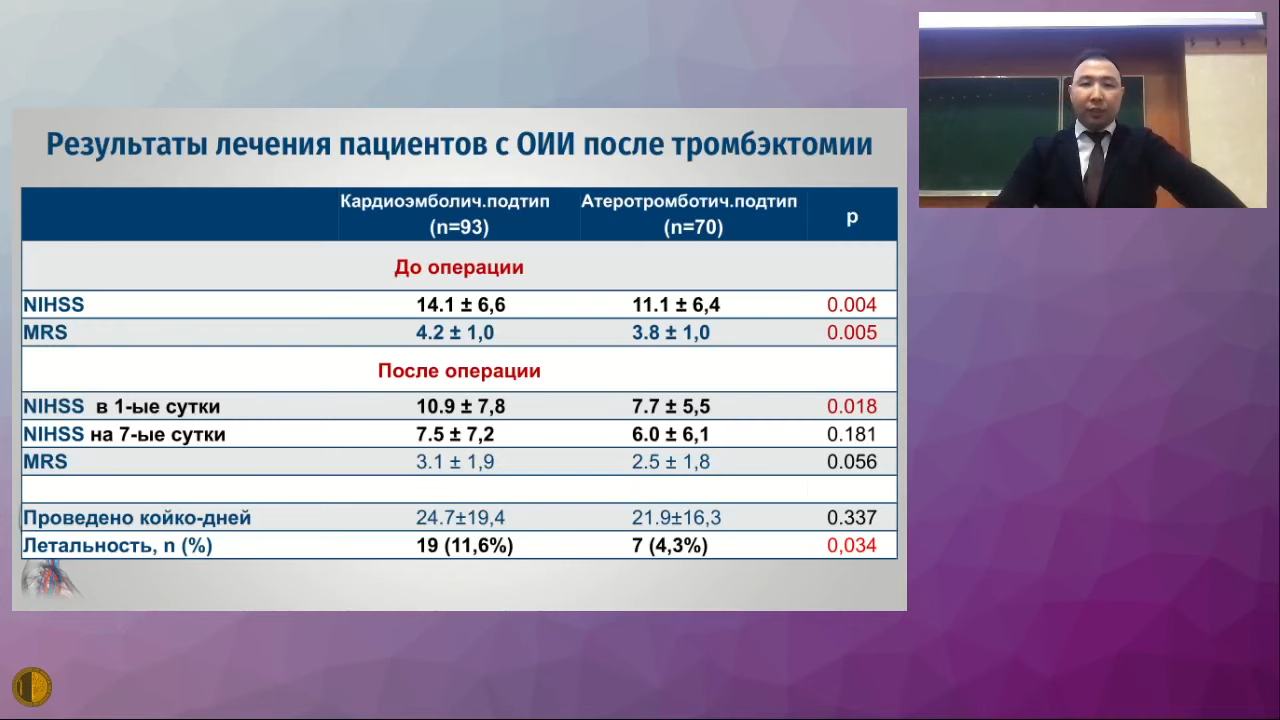 Результаты лечения пациентов с ОИИ после тромбэктомии
Кардиоэмболич.подтип (n=93) Атеротромботич.подтип (n=70) p
До операции
NIHSS 14.1 ± 6,6 11.1 ± 6,4 0.004
MRS 4.2 ± 1,0 3.8 ± 1,0 0.005
После операции
NIHSS в 1-ые сутки 10.9 ± 7,8 7.7 ± 5,5 0.018
NIHSS на 7-ые сутки 7.5 ± 7,2 6.0 ± 6,1 0.181
MRS 3.1 ± 1,9 2.5 ± 1,8 0.056
Проведено койко-дней 24.7±19,4 21.9±16,3 0.337
Летальность, n (%) 19 (11,6%) 7 (4,3%) 0,034